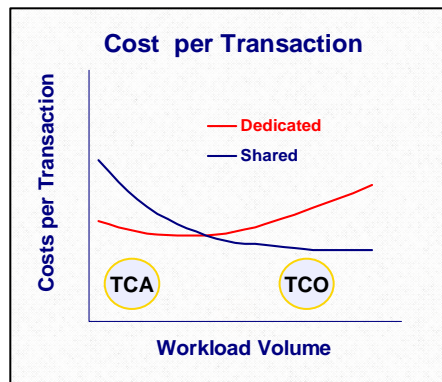 Cost per Transaction
Costs per Transaction
Dedicated
Shared
TCA
TCO
Workload Volume